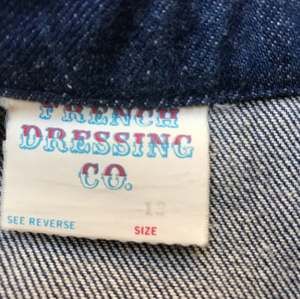 FRENCH
DRESSING
CO.
12
SEE REVERSE SIZE